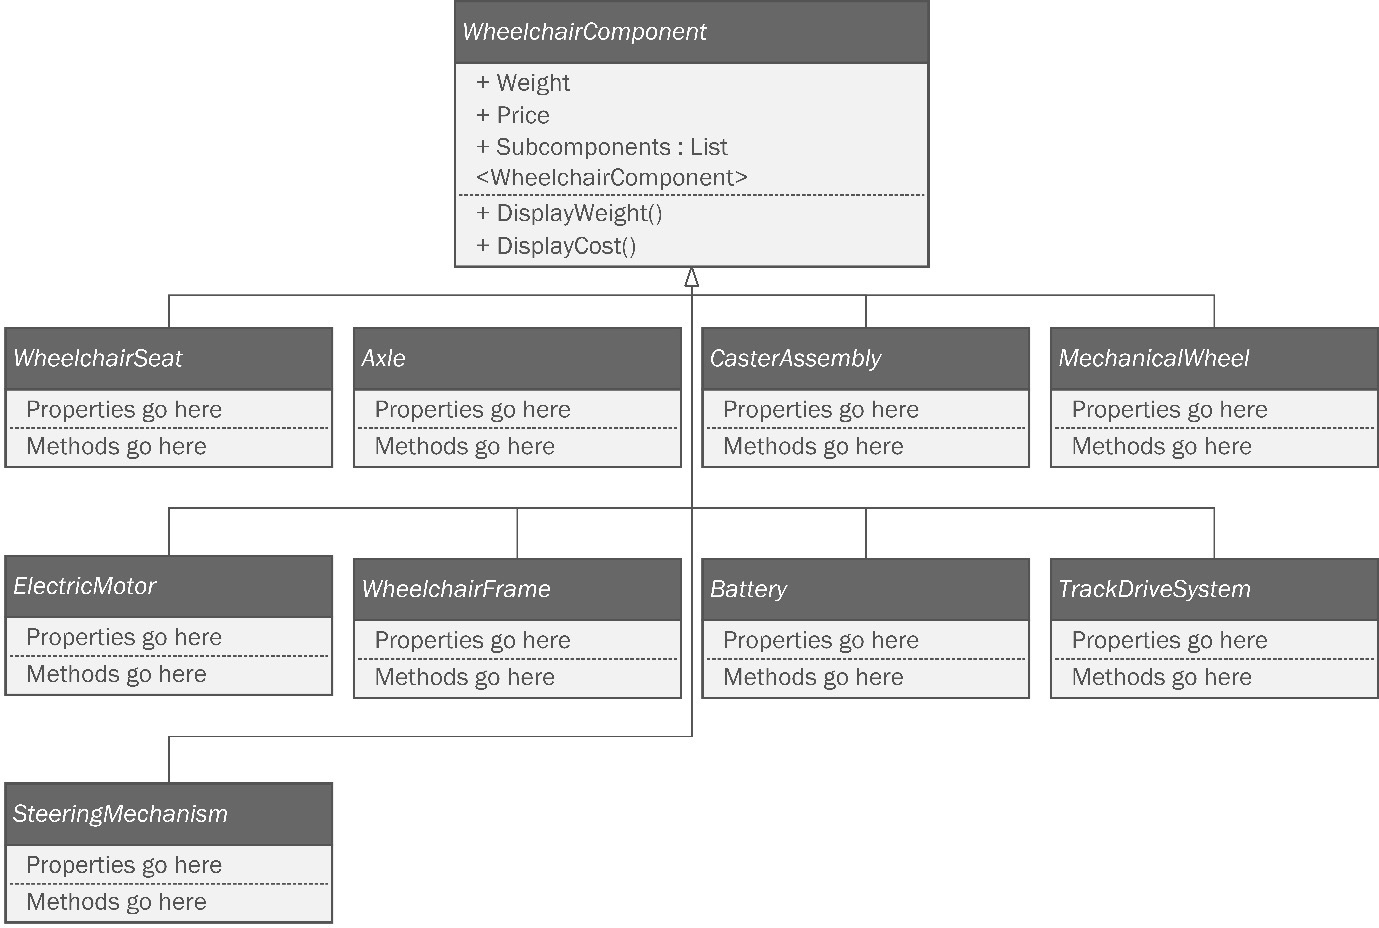 WheelchairComponent
+ Weight
+ Price
+ Subcomponents : List
<WheelchairComponent>
+ DisplayWeight()
+ DisplayCost()
WheelchairSeat
Properties go here
Methods go here
Axle
Properties go here
Methods go here
CasterAssembly
Properties go here
Methods go here
MechanicalWheel
Properties go here
Methods go here
ElectricMotor
Properties go here
Methods go here
WheelchairFrame
Properties go here
Methods go here
Battery
Properties go here
Methods go here
TrackDriveSystem
Properties go here
Methods go here
SteeringMechanism
Properties go here
Methods go here